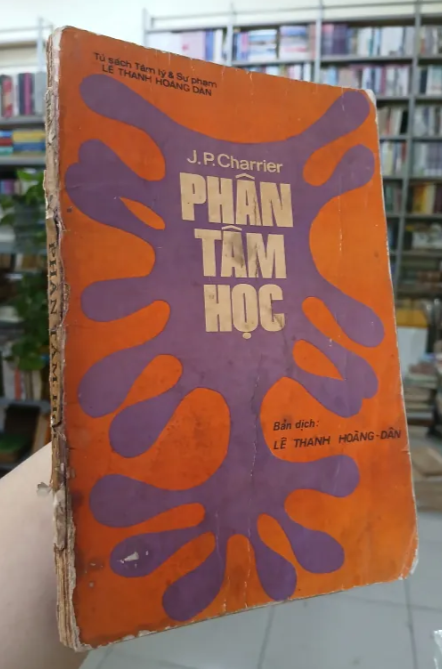 Tủ sách Tâm lý & Sư phạm
LÊ THANH HOÀNG DÂN
J.P. Charrier
PHÂN
TÂM
HỌC
Bản dịch:
LÊ THANH HOÀNG-DÂN